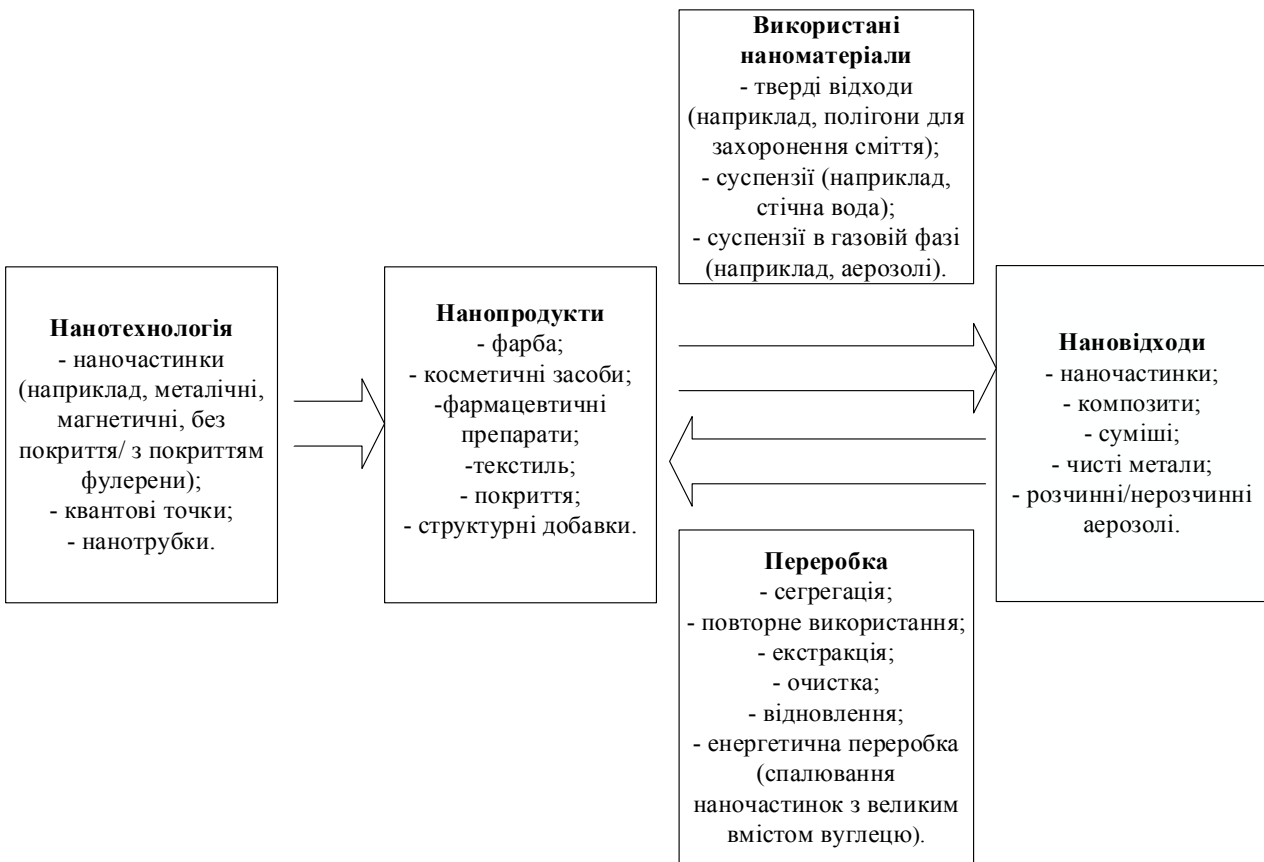 Нанотехнологія
- наночастинки
(наприклад, металічні,
магнетичні, без
покриття/ з покриттям
фулерени);
- квантові точки;
- нанотрубки.
Нанопродукти
- фарба;
- косметичні засоби;
-фармацевтичні
препарати;
-текстиль;
- покриття;
- структурні добавки.
Використані
наноматеріали
- тверді відходи
(наприклад, полігони для
захоронення сміття);
- суспензії (наприклад,
стічна вода);
- суспензії в газовій фазі
(наприклад, аерозолі).
Переробка
- сегрегація;
- повторне використання;
- екстракція;
- очистка;
- відновлення;
- енергетична переробка
(спалювання
наночастинок з великим
вмістом вуглецю).
Нановідходи
- наночастинки;
- композити;
- суміші;
- чисті метали;
- розчинні/нерозчинні
аерозолі.